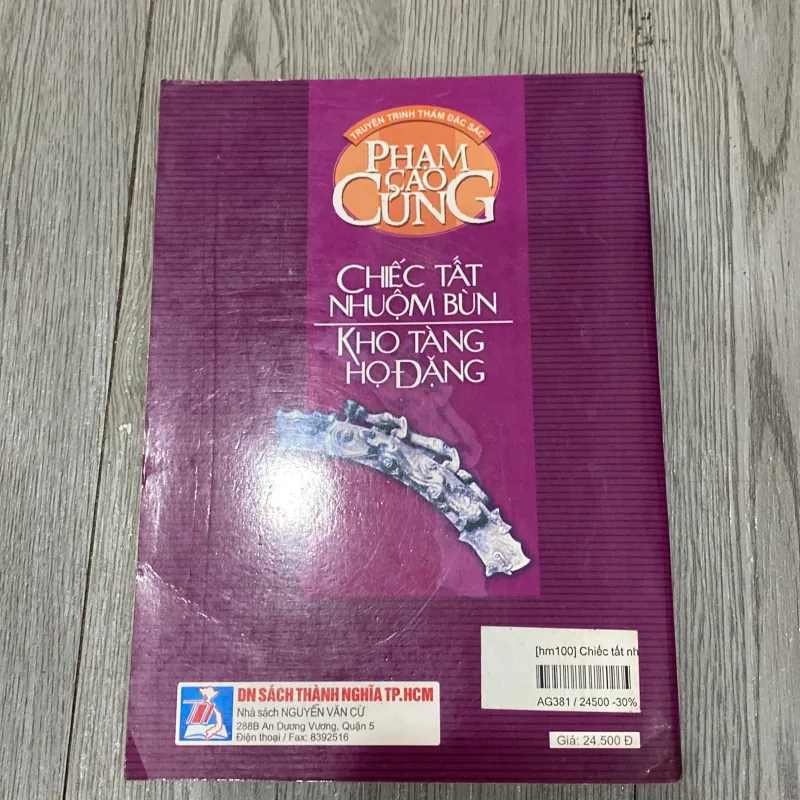 TRUYỆN TRINH THÁM ĐẶC SẮC
PHẠM
CAO
CỦNG
CHIẾC TẤT
NHUỘM BÙN
KHO TÀNG
HỌ ĐẶNG
[hm100] Chiếc tất nh
AG381 / 24500 -30%
DN SÁCH THÀNH NGHĨA TP.HCM
Nhà sách NGUYỄN VĂN CỪ
288B An Dương Vương, Quận 5
Điện thoại / Fax: 8392516
Giá: 24.500 Đ